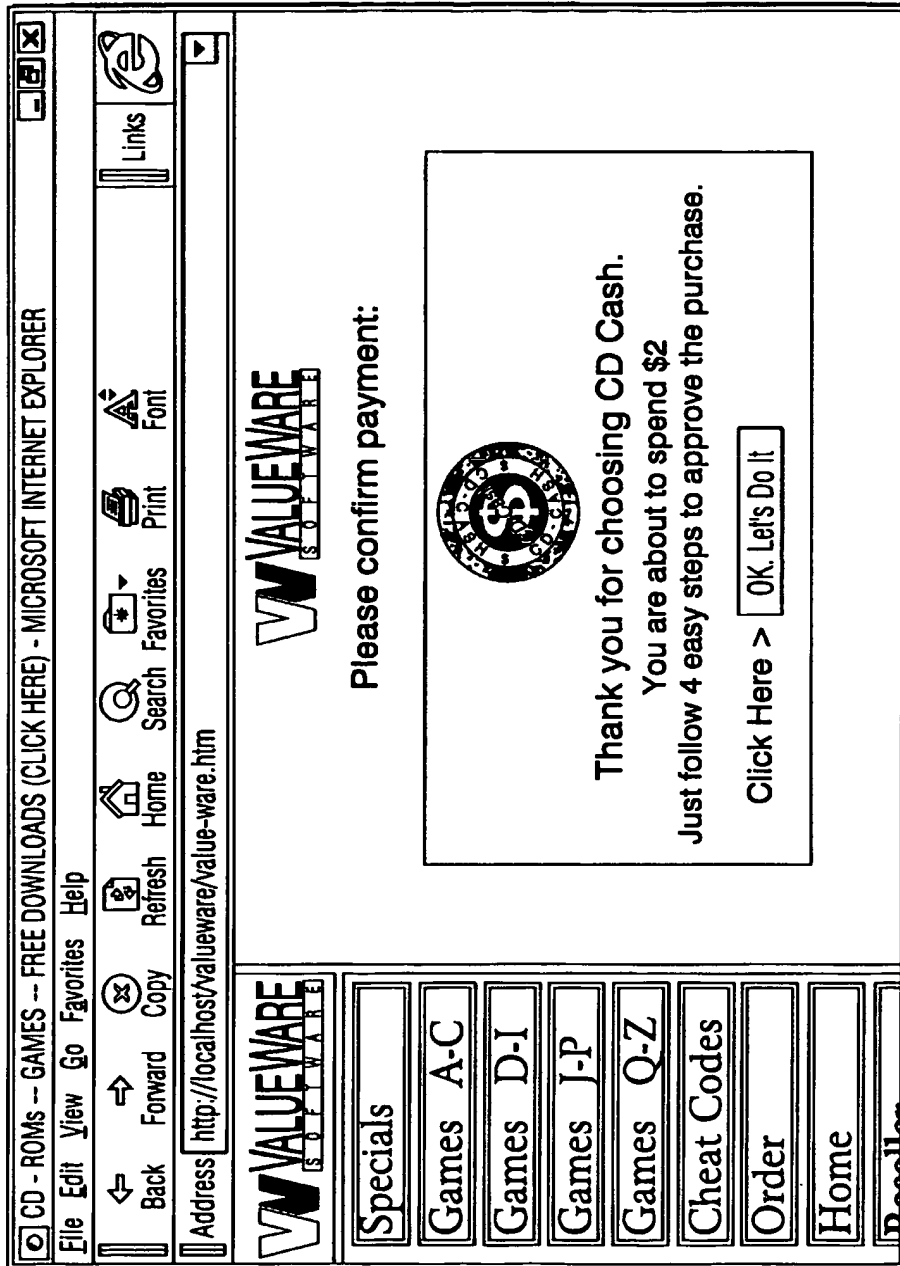 CD - ROMs -- GAMES -- FREE DOWNLOADS (CLICK HERE) - MICROSOFT INTERNET EXPLORER
File Edit View Go Favorites Help
Back Forward Copy Refresh Home Search Favorites Print Font Links
Address http://localhost/valueware/value-ware.htm
VALUEWARE
SOFTWARE
Specials
Games A-C
Games D-I
Games J-P
Games Q-Z
Cheat Codes
Order
Home
VALUEWARE
SOFTWARE
Please confirm payment:
CD-CASH
Thank you for choosing CD Cash.
You are about to spend $2
Just follow 4 easy steps to approve the purchase.
Click Here > OK. Let's Do It